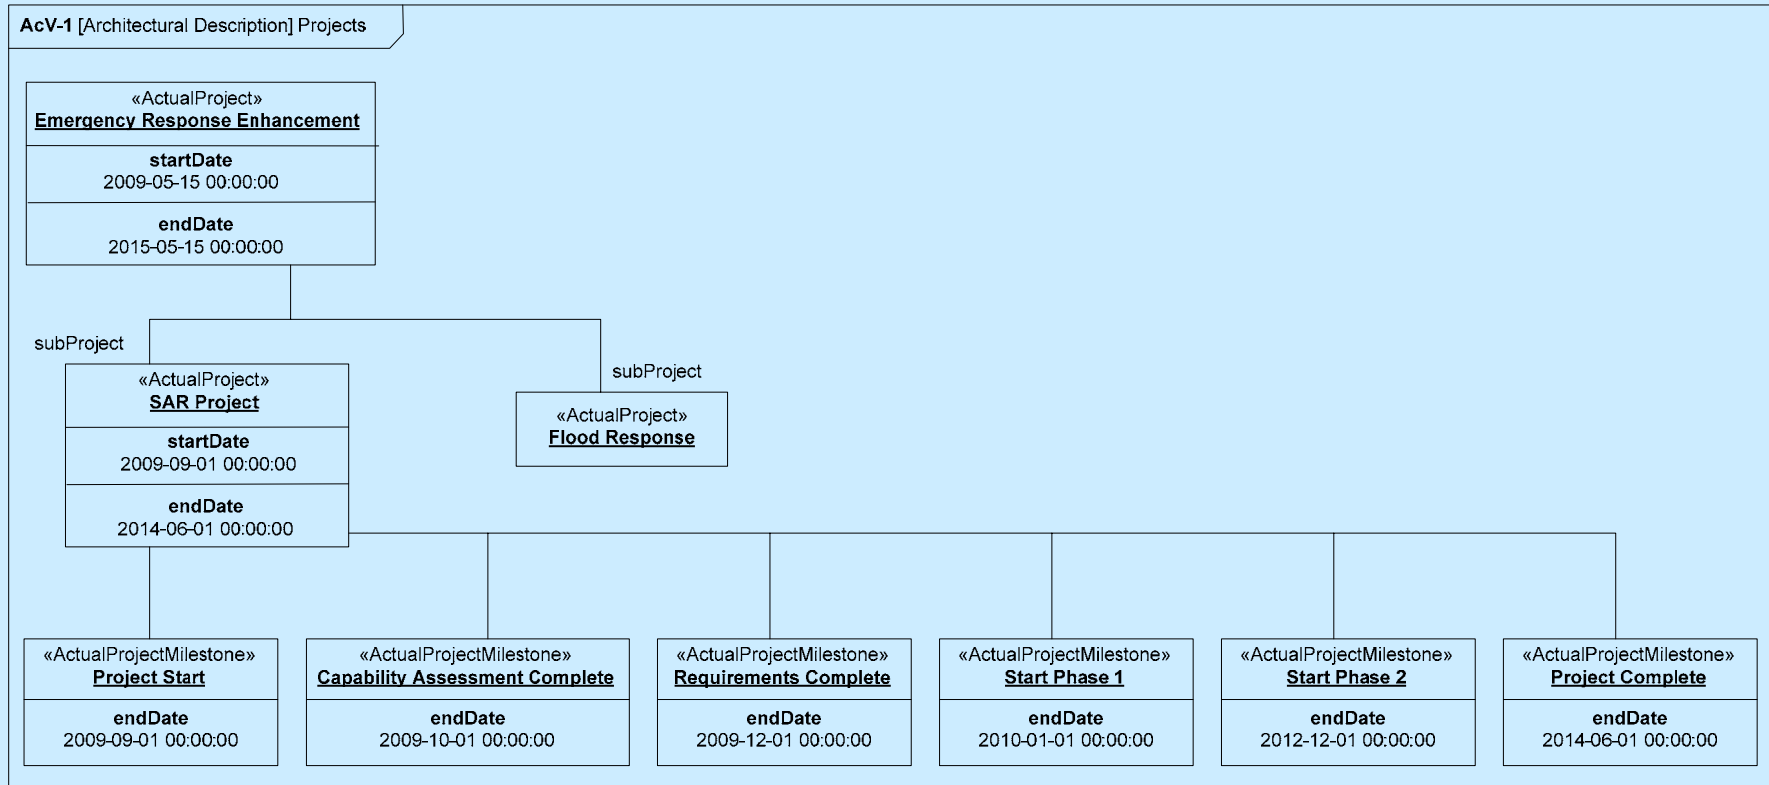 AcV-1 [Architectural Description] Projects
«ActualProject»
Emergency Response Enhancement
startDate
2009-05-15 00:00:00
endDate
2015-05-15 00:00:00
subProject
«ActualProject»
SAR Project
startDate
2009-09-01 00:00:00
endDate
2014-06-01 00:00:00
subProject
«ActualProject»
Flood Response
«ActualProjectMilestone»
Project Start
endDate
2009-09-01 00:00:00
«ActualProjectMilestone»
Capability Assessment Complete
endDate
2009-10-01 00:00:00
«ActualProjectMilestone»
Requirements Complete
endDate
2009-12-01 00:00:00
«ActualProjectMilestone»
Start Phase 1
endDate
2010-01-01 00:00:00
«ActualProjectMilestone»
Start Phase 2
endDate
2012-12-01 00:00:00
«ActualProjectMilestone»
Project Complete
endDate
2014-06-01 00:00:00